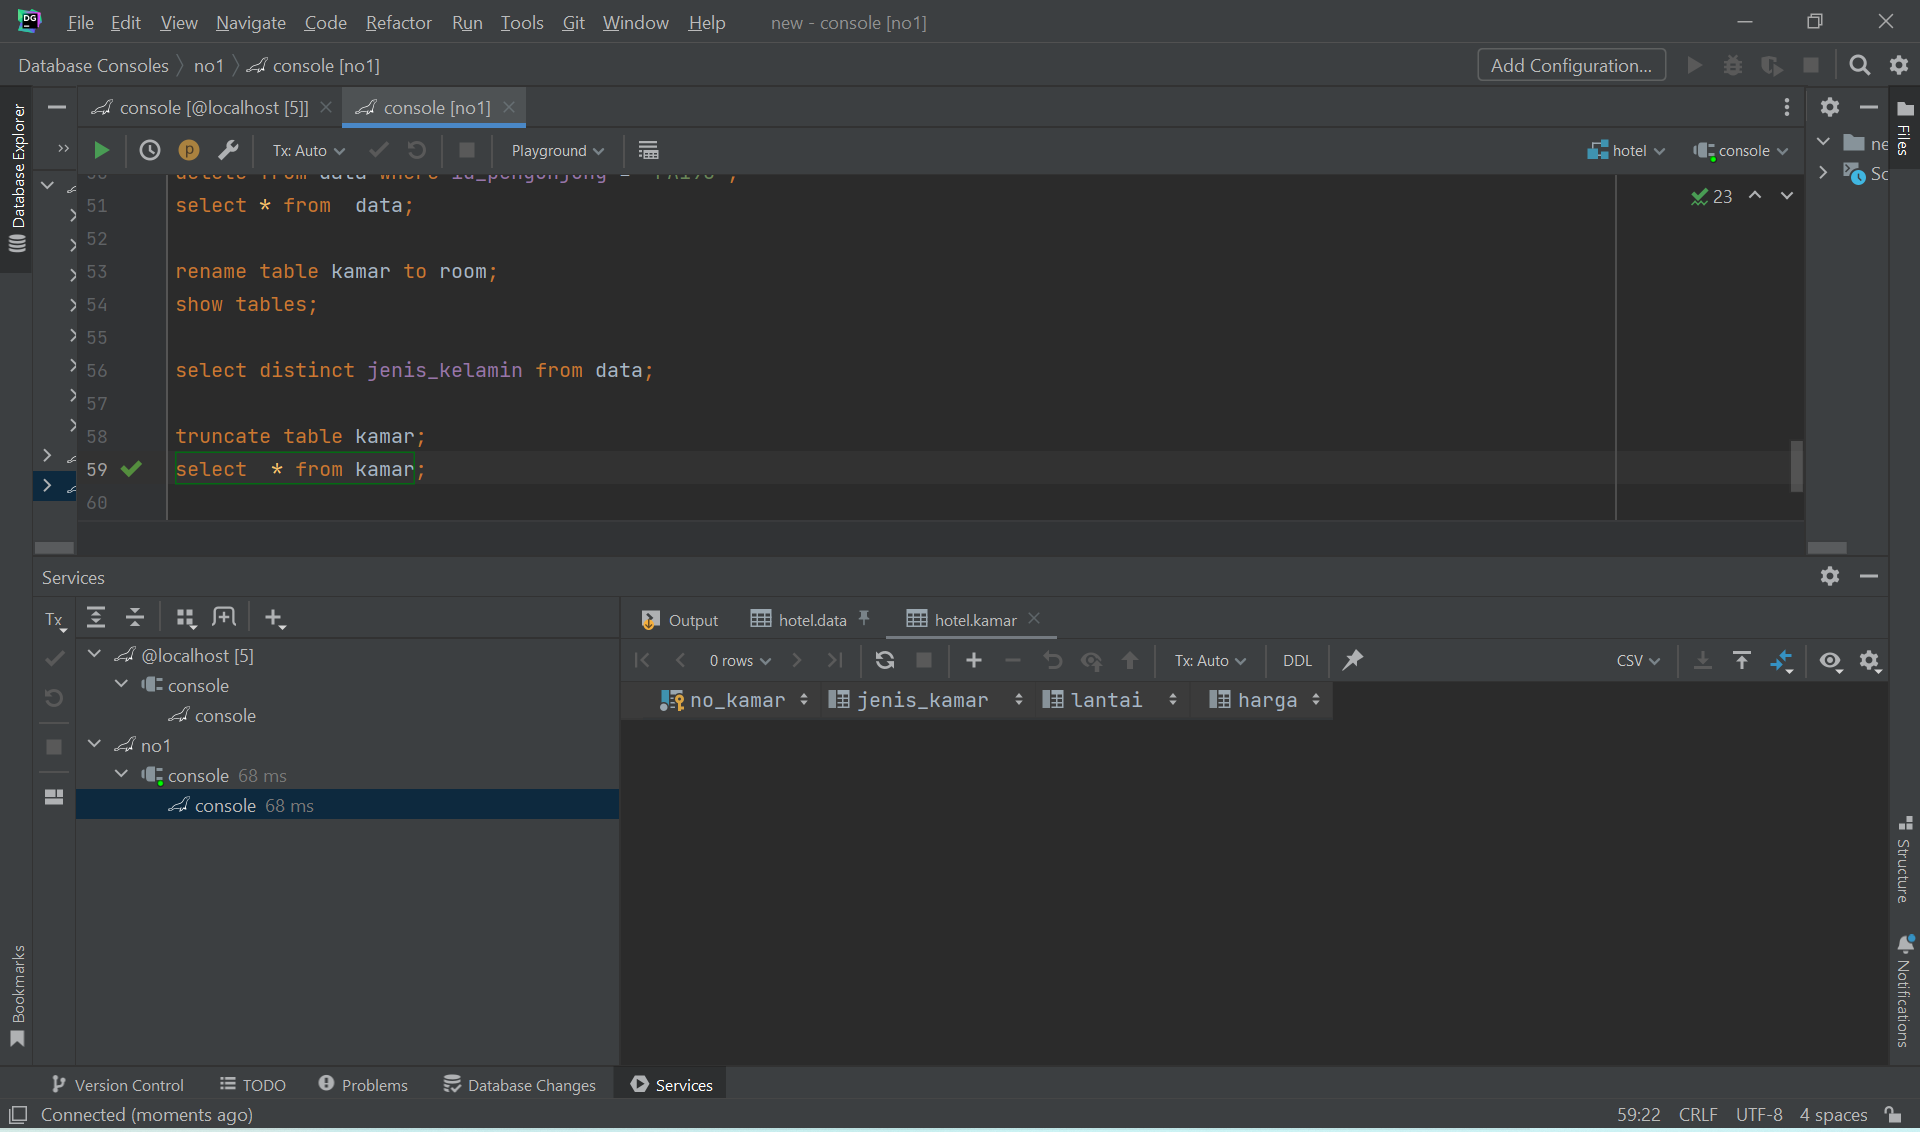 DG File Edit View Navigate Code Refactor Run Tools Git Window Help new - console [no1]
Database Consoles no1 console [no1] Add Configuration...
console [@localhost [5]] console [no1]
Tx: Auto Playground hotel console
51 select * from  data;
52
53 rename table kamar to room;
54 show tables;
55
56 select distinct jenis_kelamin from data;
57
58 truncate table kamar;
59 select  * from kamar;
60
23
ne
Sc
Database Explorer
Bookmarks
Files
Structure
Notifications
Services
Tx
@localhost [5]
console
console
no1
console 68 ms
console 68 ms
Output hotel.data hotel.kamar
0 rows Tx: Auto DDL CSV
no_kamar jenis_kamar lantai harga
Version Control TODO Problems Database Changes Services
Connected (moments ago) 59:22 CRLF UTF-8 4 spaces